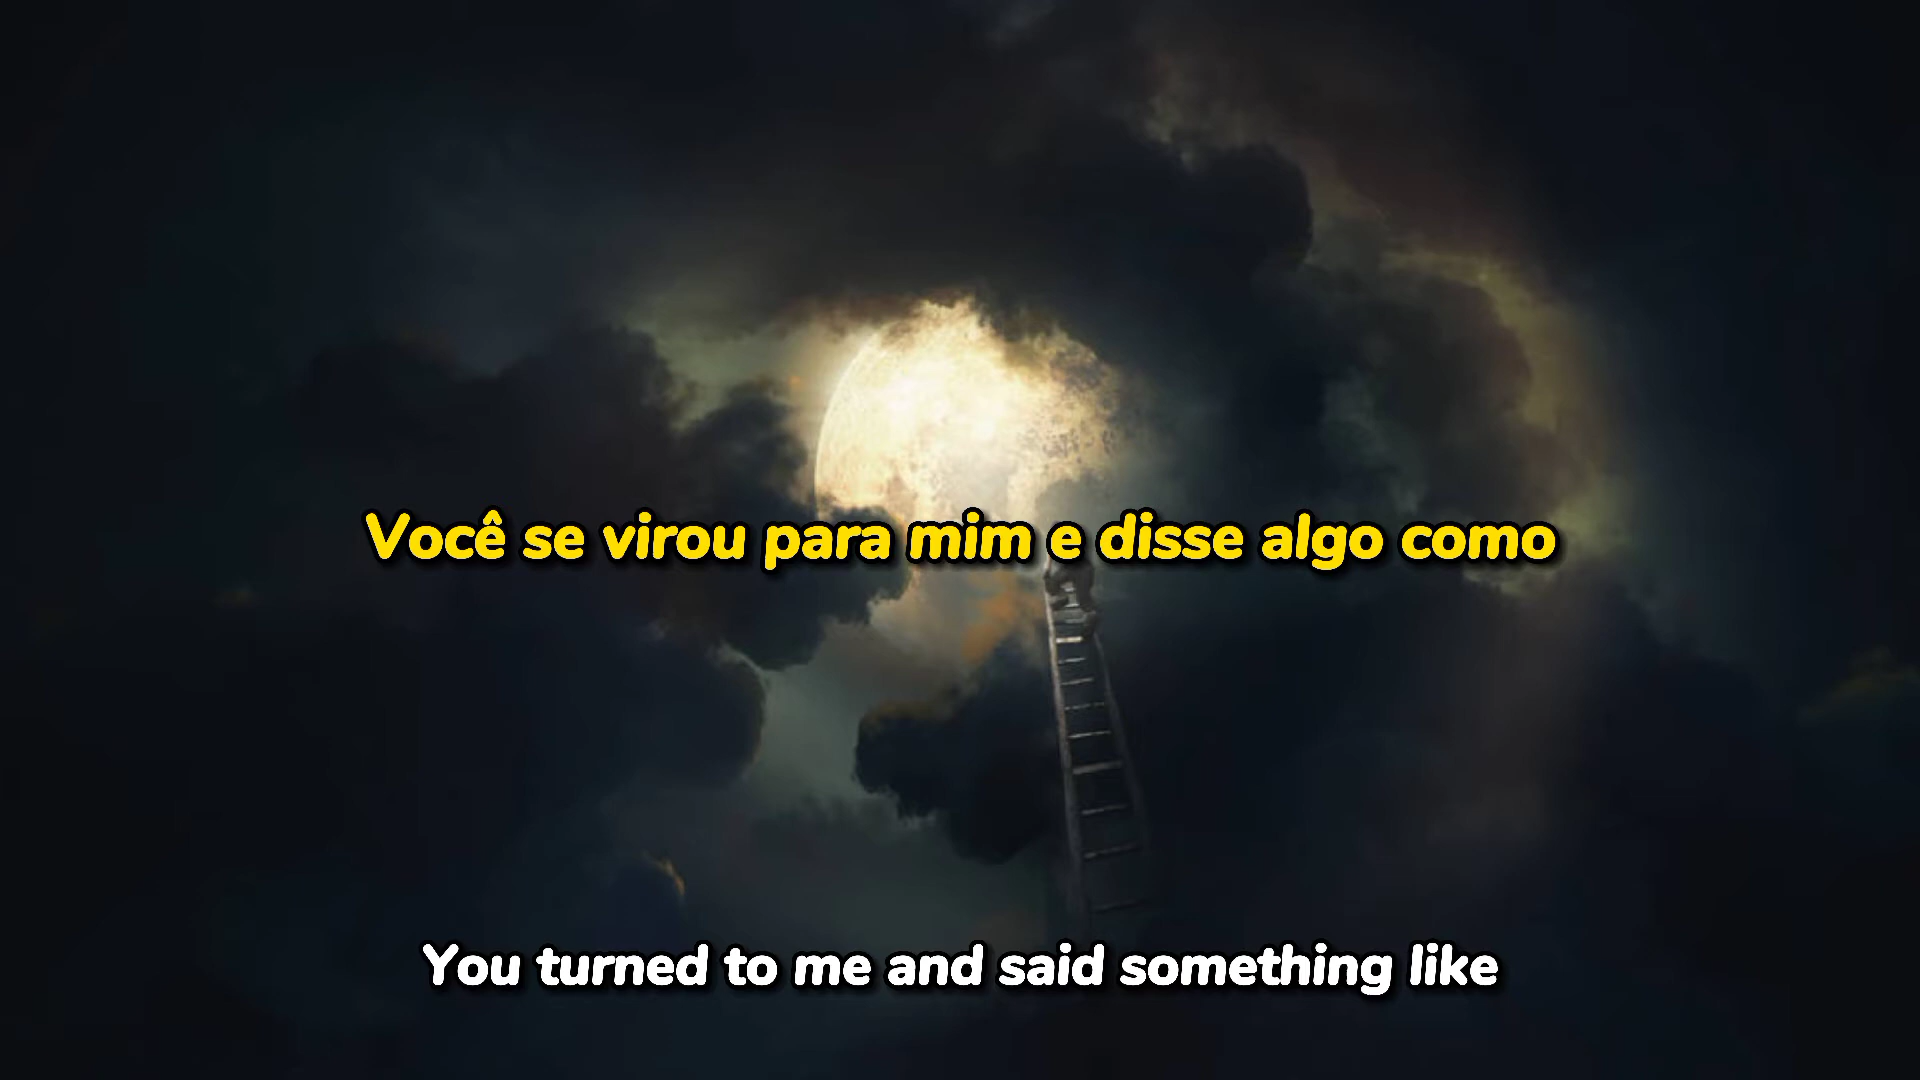 Você se virou para mim e disse algo como
You turned to me and said something like